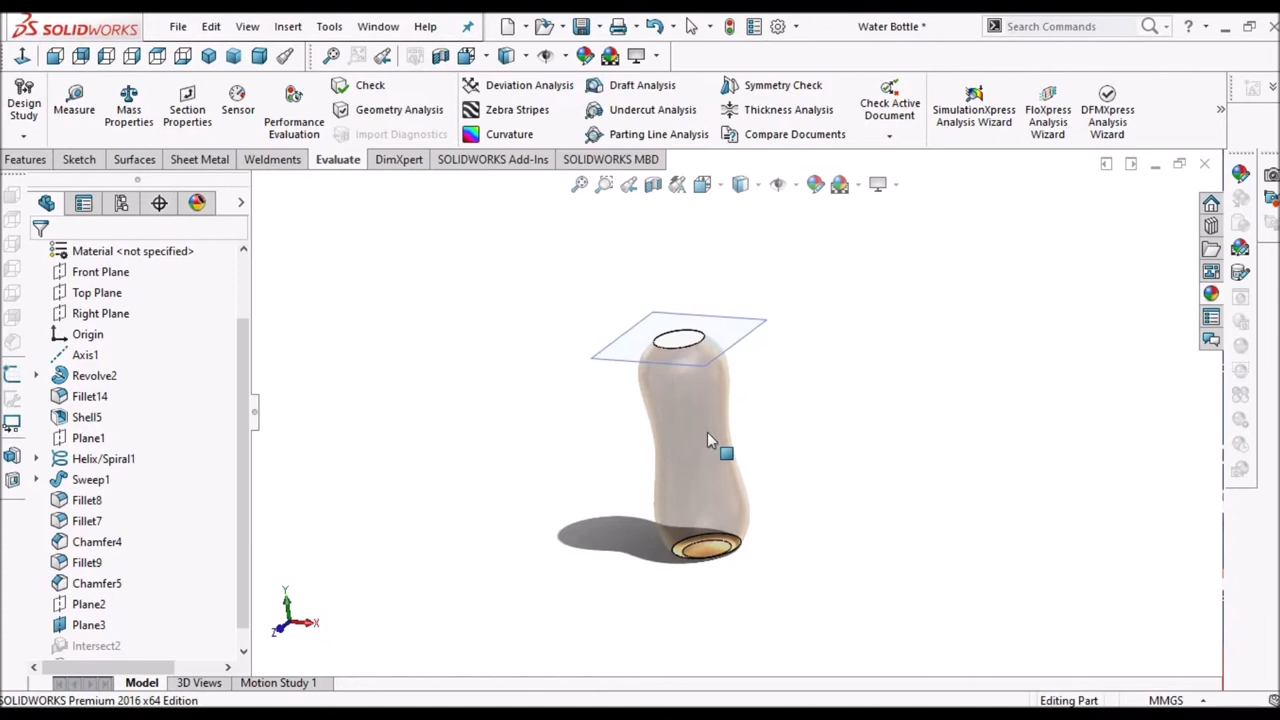 SOLIDWORKS File Edit View Insert Tools Window Help Water Bottle * Search Commands ?
Design Study
Measure
Mass Properties
Section Properties
Sensor
Performance Evaluation
Check
Geometry Analysis
Import Diagnostics
Deviation Analysis
Zebra Stripes
Curvature
Draft Analysis
Undercut Analysis
Parting Line Analysis
Symmetry Check
Thickness Analysis
Compare Documents
Check Active Document
SimulationXpress Analysis Wizard
FloXpress Analysis Wizard
DFMXpress Analysis Wizard
Features Sketch Surfaces Sheet Metal Weldments Evaluate DimXpert SOLIDWORKS Add-Ins SOLIDWORKS MBD
Material <not specified>
Front Plane
Top Plane
Right Plane
Origin
Axis1
Revolve2
Fillet14
Shell5
Plane1
Helix/Spiral1
Sweep1
Fillet8
Fillet7
Chamfer4
Fillet9
Chamfer5
Plane2
Plane3
Intersect2
Y
X
Z
Model 3D Views Motion Study 1
SOLIDWORKS Premium 2016 x64 Edition Editing Part MMGS